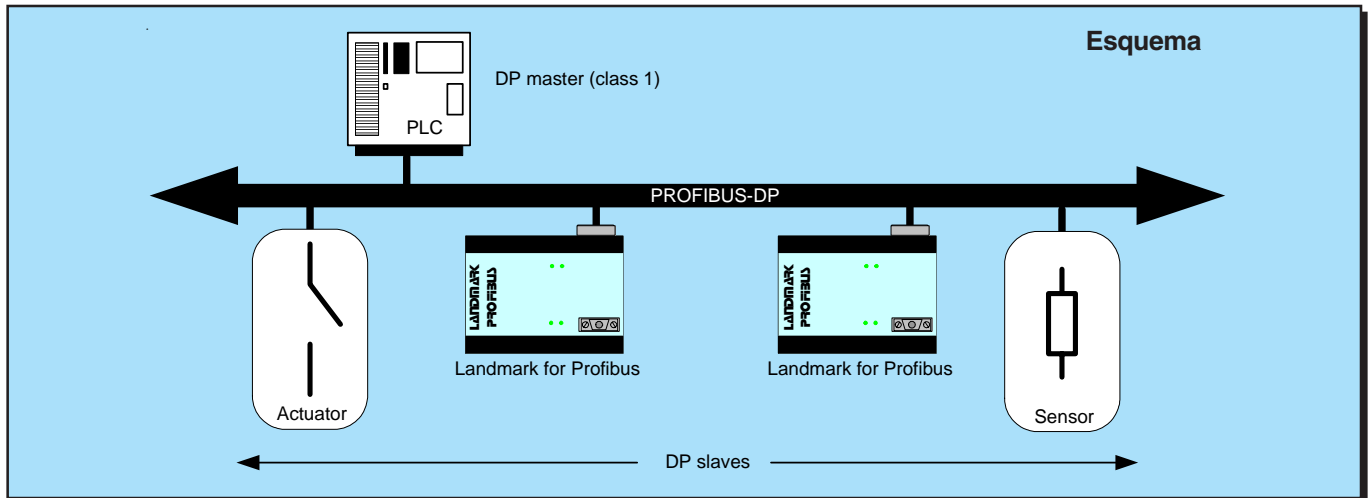 Esquema
DP master (class 1)
PLC
PROFIBUS-DP
LANDMARK
PROFIBUS
LANDMARK
PROFIBUS
Landmark for Profibus
Landmark for Profibus
Actuator
Sensor
DP slaves